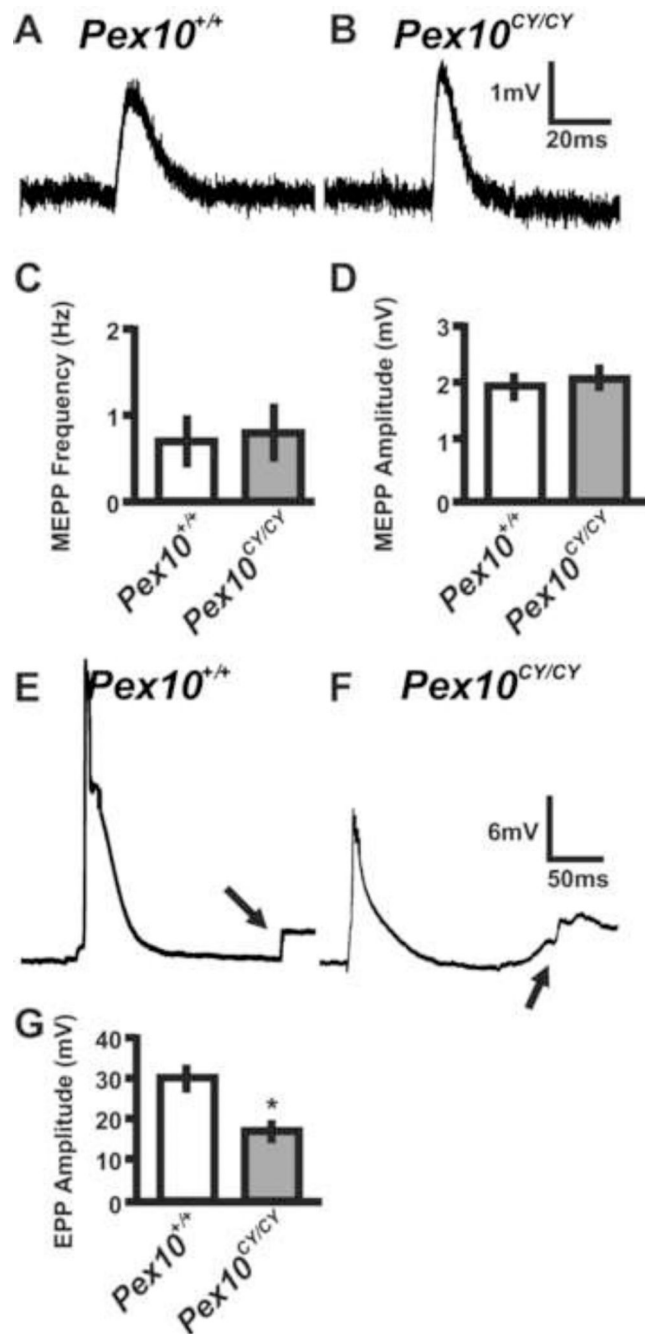 A Pex10+/+
B Pex10CY/CY
1mV
20ms
C
MEPP Frequency (Hz)
2
1
0
Pex10+/+
Pex10CY/CY
D
MEPP Amplitude (mV)
3
2
1
0
Pex10+/+
Pex10CY/CY
E Pex10+/+
F Pex10CY/CY
6mV
50ms
G
EPP Amplitude (mV)
40
30
20
10
0
*
Pex10+/+
Pex10CY/CY